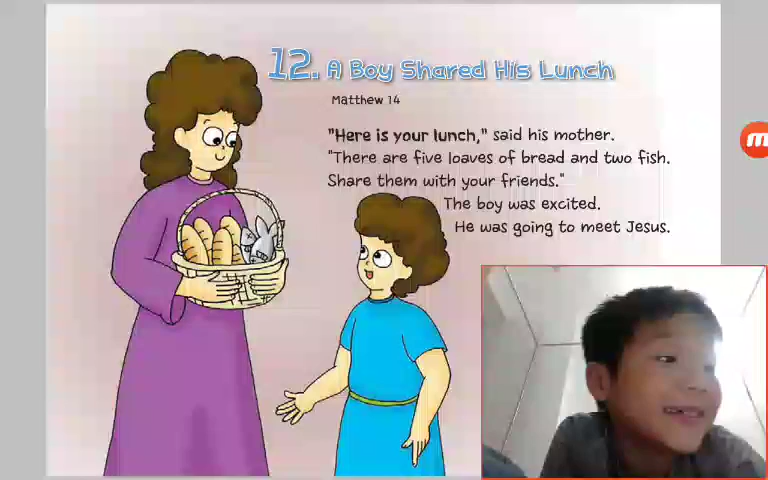 12. A Boy Shared His Lunch
Matthew 14
"Here is your lunch," said his mother.
"There are five loaves of bread and two fish.
Share them with your friends."
The boy was excited.
He was going to meet Jesus.